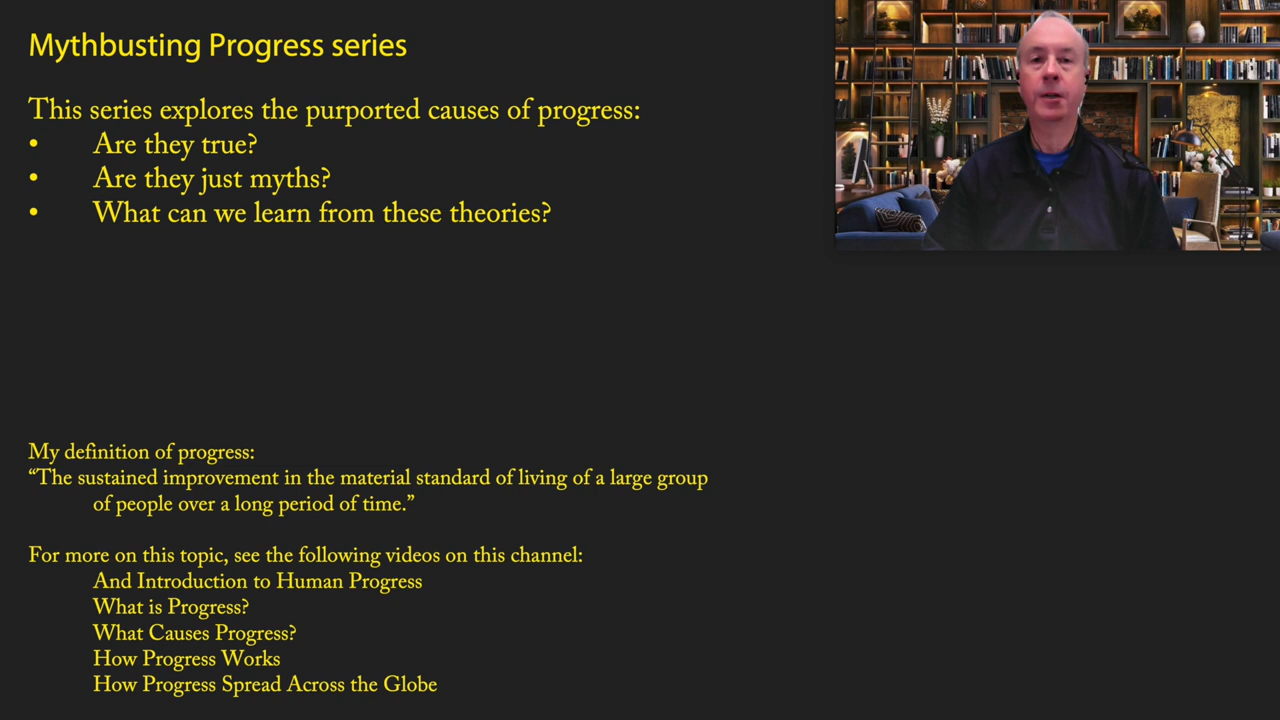 Mythbusting Progress series
This series explores the purported causes of progress:
• Are they true?
• Are they just myths?
• What can we learn from these theories?
My definition of progress:
“The sustained improvement in the material standard of living of a large group
of people over a long period of time.”
For more on this topic, see the following videos on this channel:
And Introduction to Human Progress
What is Progress?
What Causes Progress?
How Progress Works
How Progress Spread Across the Globe